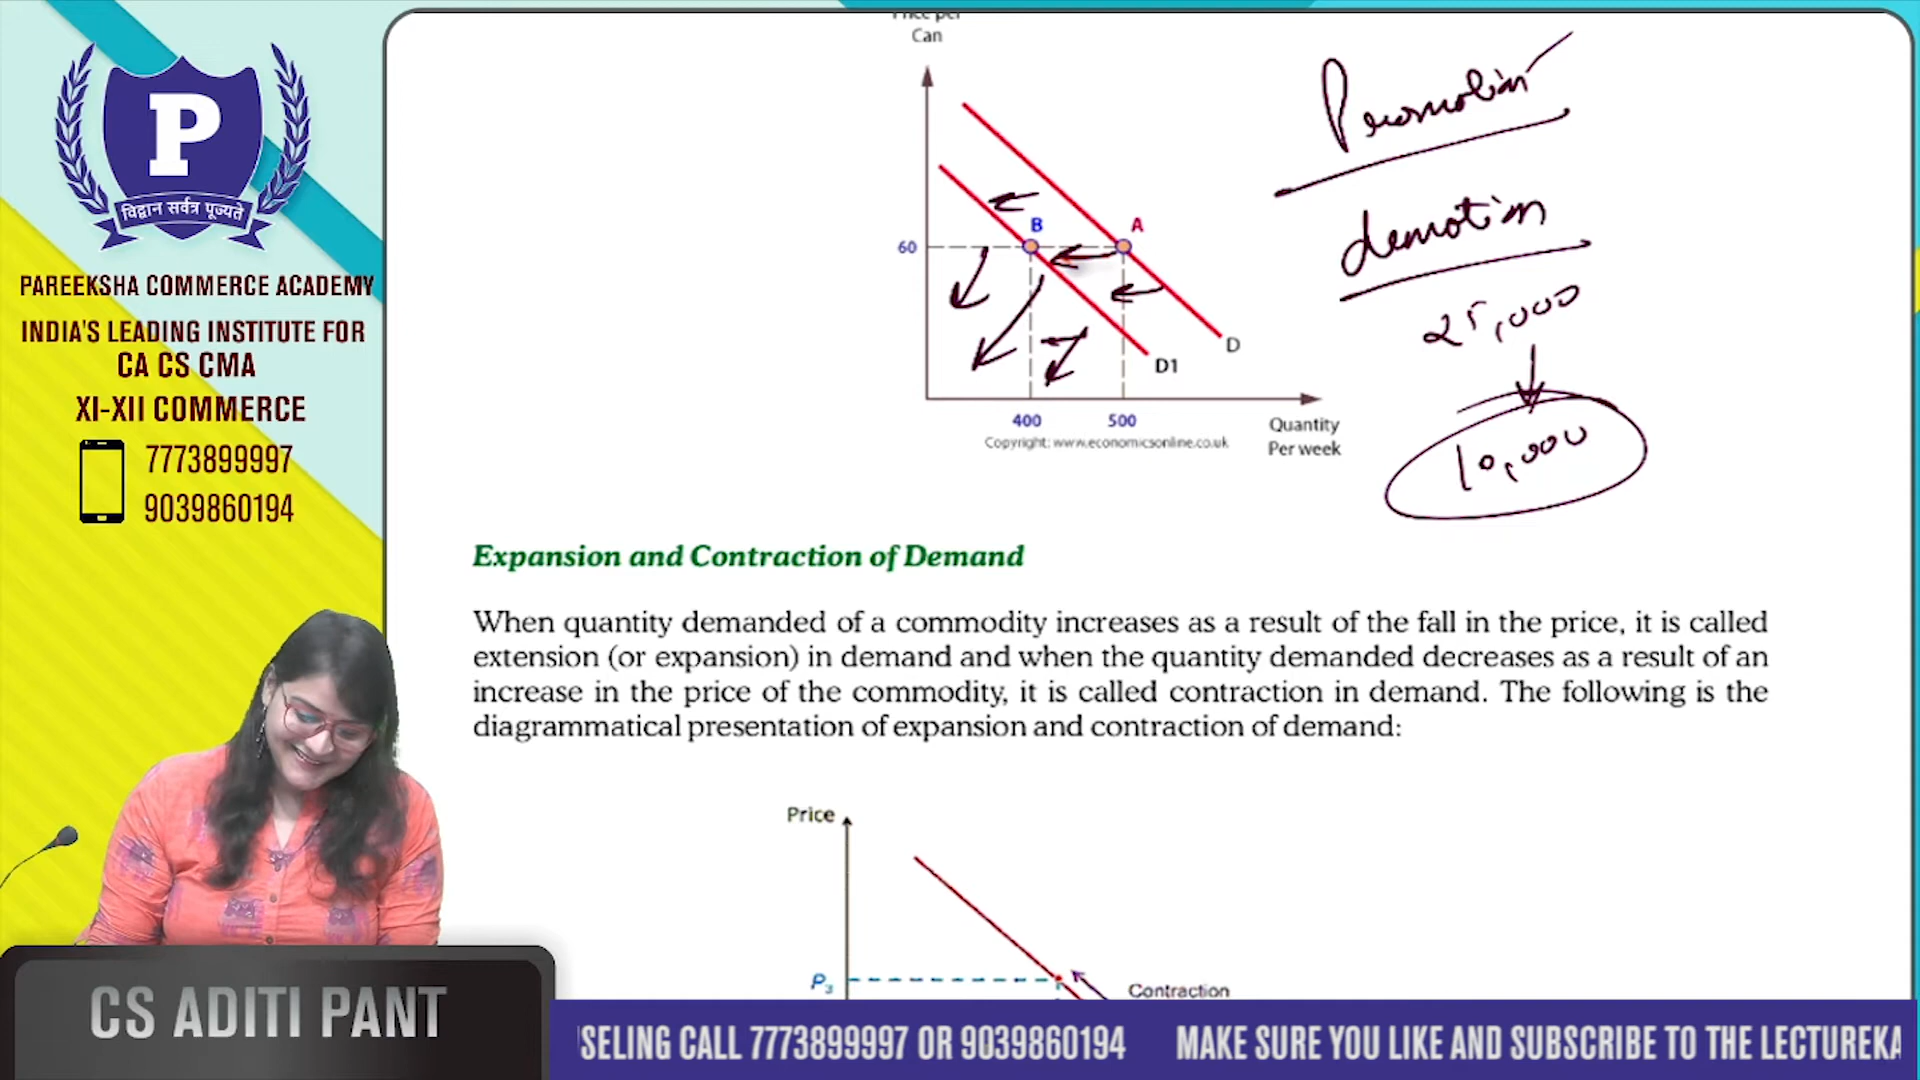 P
विद्वान सर्वत्र पूज्यते
PAREEKSHA COMMERCE ACADEMY
INDIA'S LEADING INSTITUTE FOR
CA CS CMA
XI-XII COMMERCE
7773899997
9039860194
Price per
Can
B
A
60
D
D1
400
500
Quantity
Per week
Copyright: www.economicsonline.co.uk
Promotion
demotion
25,000
10,000
Expansion and Contraction of Demand
When quantity demanded of a commodity increases as a result of the fall in the price, it is called
extension (or expansion) in demand and when the quantity demanded decreases as a result of an
increase in the price of the commodity, it is called contraction in demand. The following is the
diagrammatical presentation of expansion and contraction of demand:
Price
P3
Contraction
CS ADITI PANT
SELING CALL 7773899997 OR 9039860194
MAKE SURE YOU LIKE AND SUBSCRIBE TO THE LECTUREKA